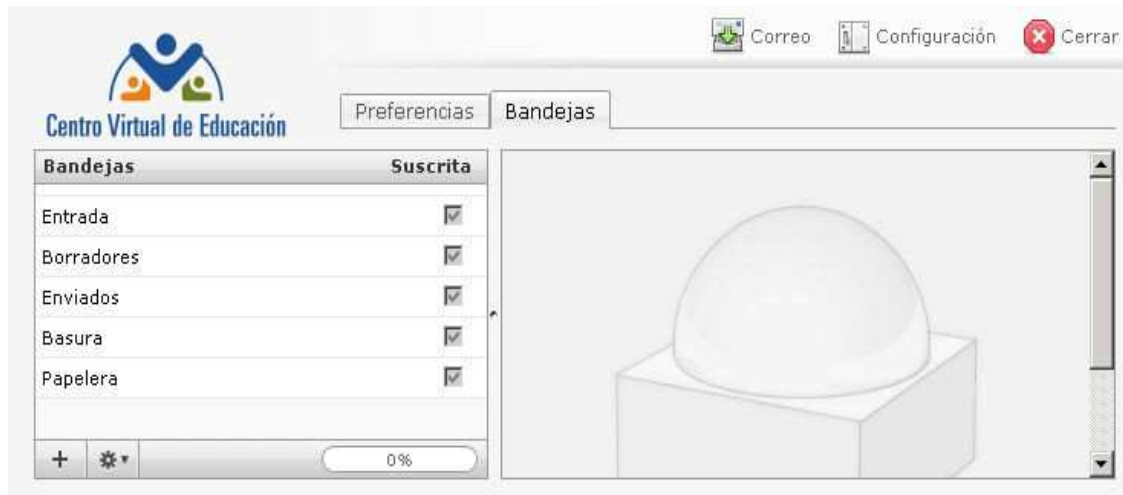 Correo Configuración Cerrar
Centro Virtual de Educación
Preferencias Bandejas
Bandejas Suscrita
Entrada
Borradores
Enviados
Basura
Papelera
0%